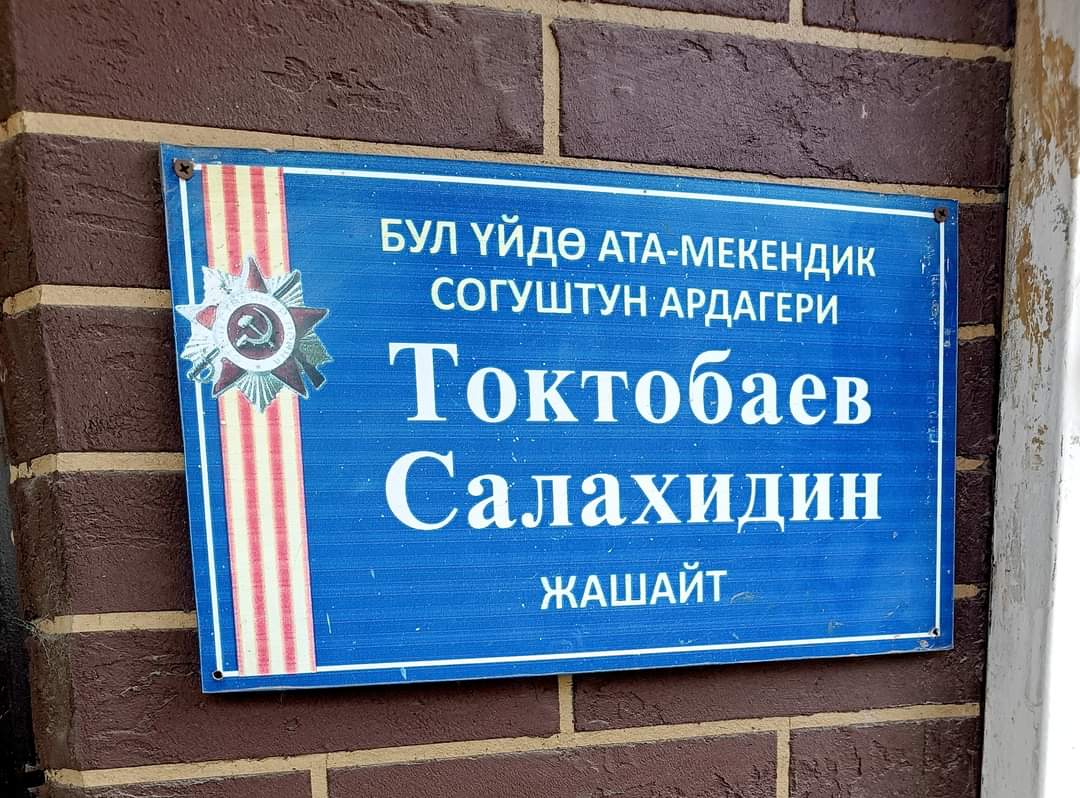 БУЛ ҮЙДӨ АТА-МЕКЕНДИК
СОГУШТУН АРДАГЕРИ
Токтобаев
Салахидин
ЖАШАЙТ